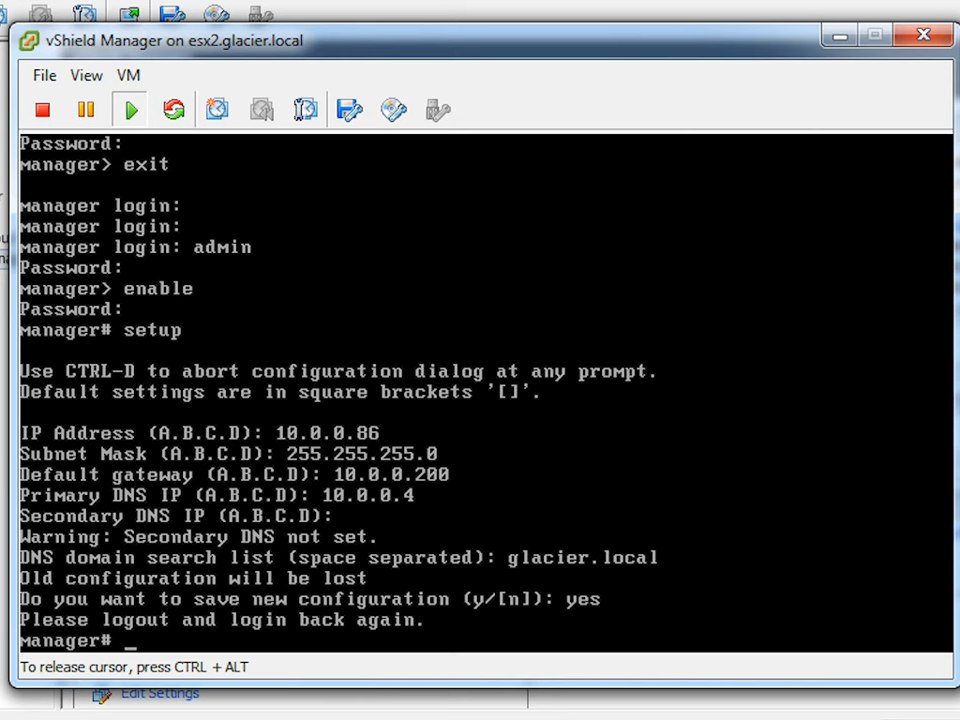 vShield Manager on esx2.glacier.local
File View VM
Password:
manager> exit
manager login:
manager login:
manager login: admin
Password:
manager> enable
Password:
manager# setup
Use CTRL-D to abort configuration dialog at any prompt.
Default settings are in square brackets '[]'.
IP Address (A.B.C.D): 10.0.0.86
Subnet Mask (A.B.C.D): 255.255.255.0
Default gateway (A.B.C.D): 10.0.0.200
Primary DNS IP (A.B.C.D): 10.0.0.4
Secondary DNS IP (A.B.C.D):
Warning: Secondary DNS not set.
DNS domain search list (space separated): glacier.local
Old configuration will be lost
Do you want to save new configuration (y/[n]): yes
Please logout and login back again.
manager# _
To release cursor, press CTRL + ALT
Edit Settings